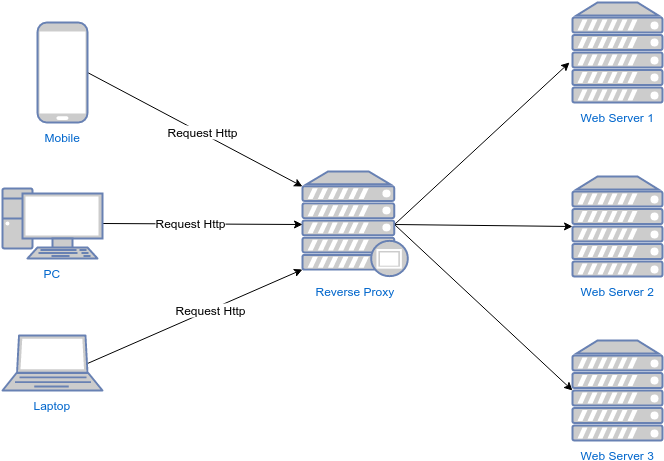 Mobile
Request Http
PC
Request Http
Laptop
Request Http
Reverse Proxy
Web Server 1
Web Server 2
Web Server 3